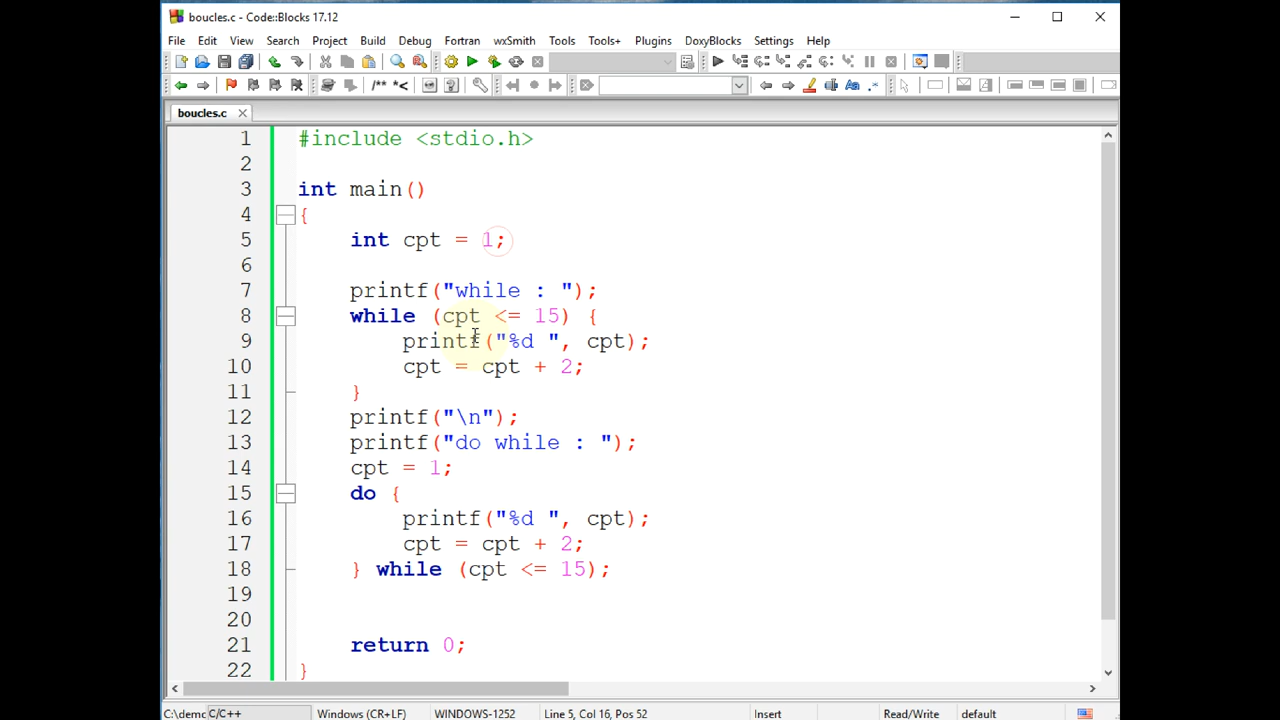 boucles.c - Code::Blocks 17.12
File Edit View Search Project Build Debug Fortran wxSmith Tools Tools+ Plugins DoxyBlocks Settings Help
/** *<
boucles.c
1 #include <stdio.h>
2
3 int main()
4 {
5 int cpt = 1;
6
7 printf("while : ");
8 while (cpt <= 15) {
9 printf("%d ", cpt);
10 cpt = cpt + 2;
11 }
12 printf("\n");
13 printf("do while : ");
14 cpt = 1;
15 do {
16 printf("%d ", cpt);
17 cpt = cpt + 2;
18 } while (cpt <= 15);
19
20
21 return 0;
22 }
C:\demo C/C++ Windows (CR+LF) WINDOWS-1252 Line 5, Col 16, Pos 52 Insert Read/Write default